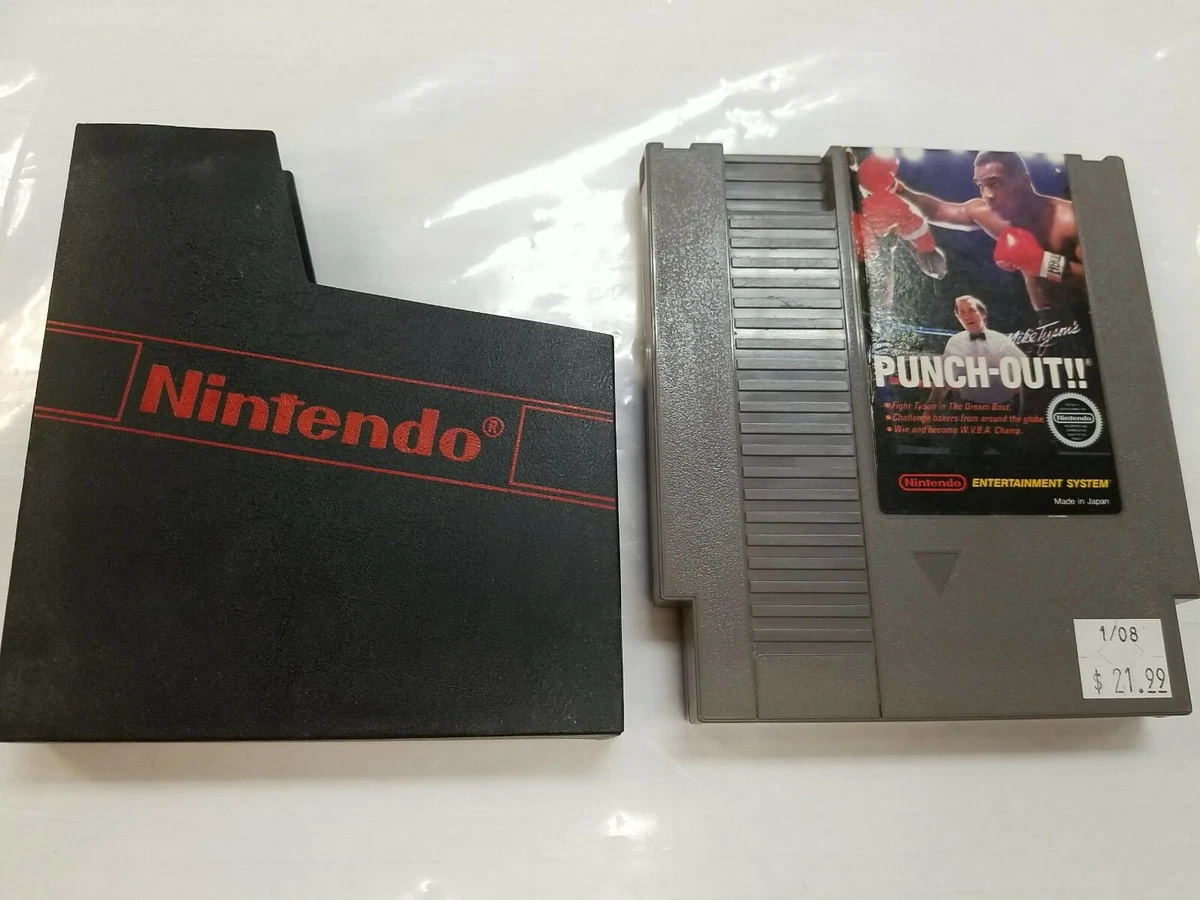 Nintendo®
Mike Tyson's
PUNCH-OUT!!®
• Fight Tyson in The Dream Bout.
• Challenge boxers from around the globe.
• Win and become W.V.B.A. Champ.
Nintendo
Nintendo ENTERTAINMENT SYSTEM
Made in Japan
1/08
$ 21.99